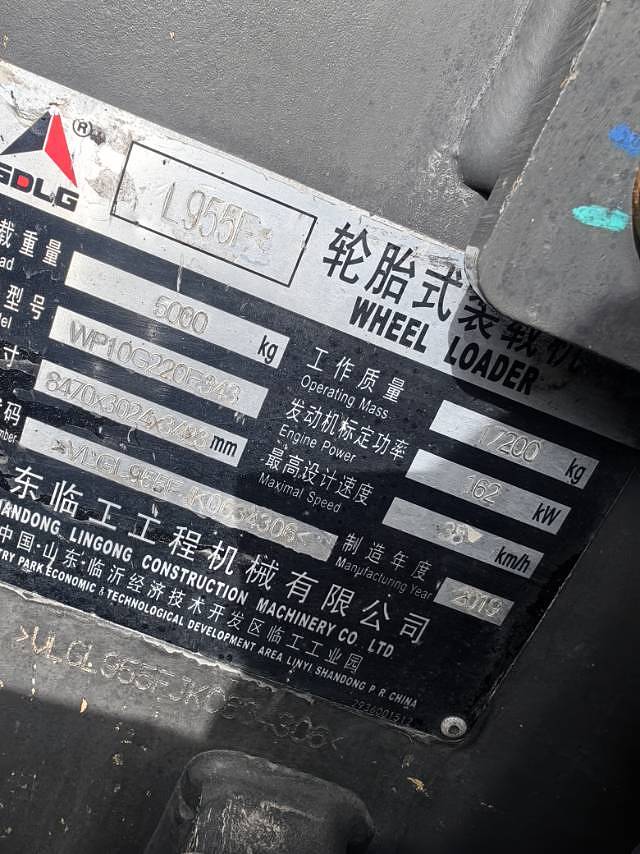 SDLG ®
L955F
轮胎式装载机
WHEEL LOADER
载重量
5000 kg
型号
WP10G220E343
工作质量
Operating Mass
17200 kg
发动机标定功率
Engine Power
162 kW
8470x3024x3438 mm
最高设计速度
Maximal Speed
38 km/h
制造年度
Manufacturing Year
2019
东临工工程机械有限公司
SHANDONG LINGONG CONSTRUCTION MACHINERY CO LTD.
中国·山东·临沂经济技术开发区临工工业园
PARK ECONOMIC & TECHNOLOGICAL DEVELOPMENT AREA LINYI SHANDONG P R CHINA